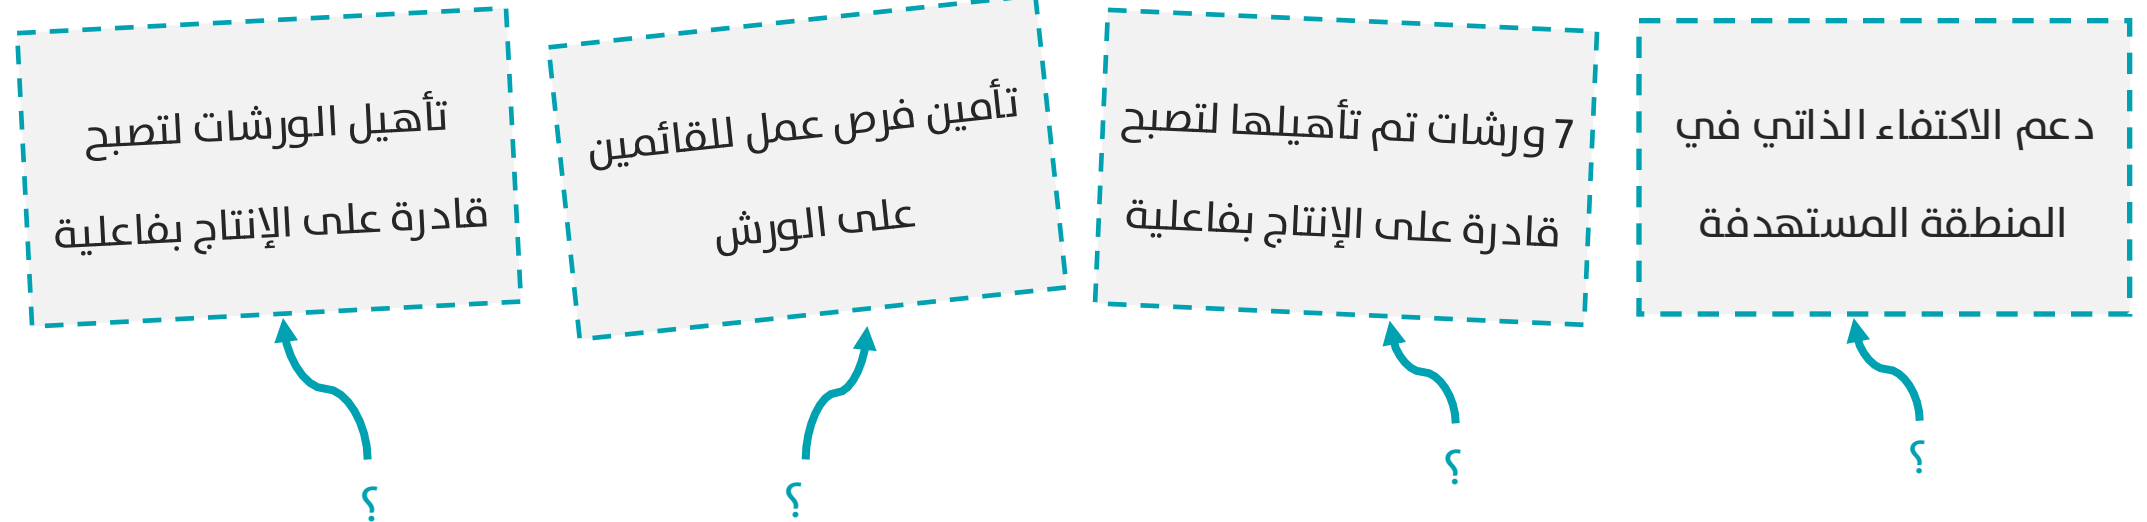 دعم الاكتفاء الذاتي في
المنطقة المستهدفة
7 ورشات تم تأهيلها لتصبح
قادرة على الإنتاج بفاعلية
تأمين فرص عمل للقائمين
على الورش
تأهيل الورشات لتصبح
قادرة على الإنتاج بفاعلية
؟
؟
؟
؟